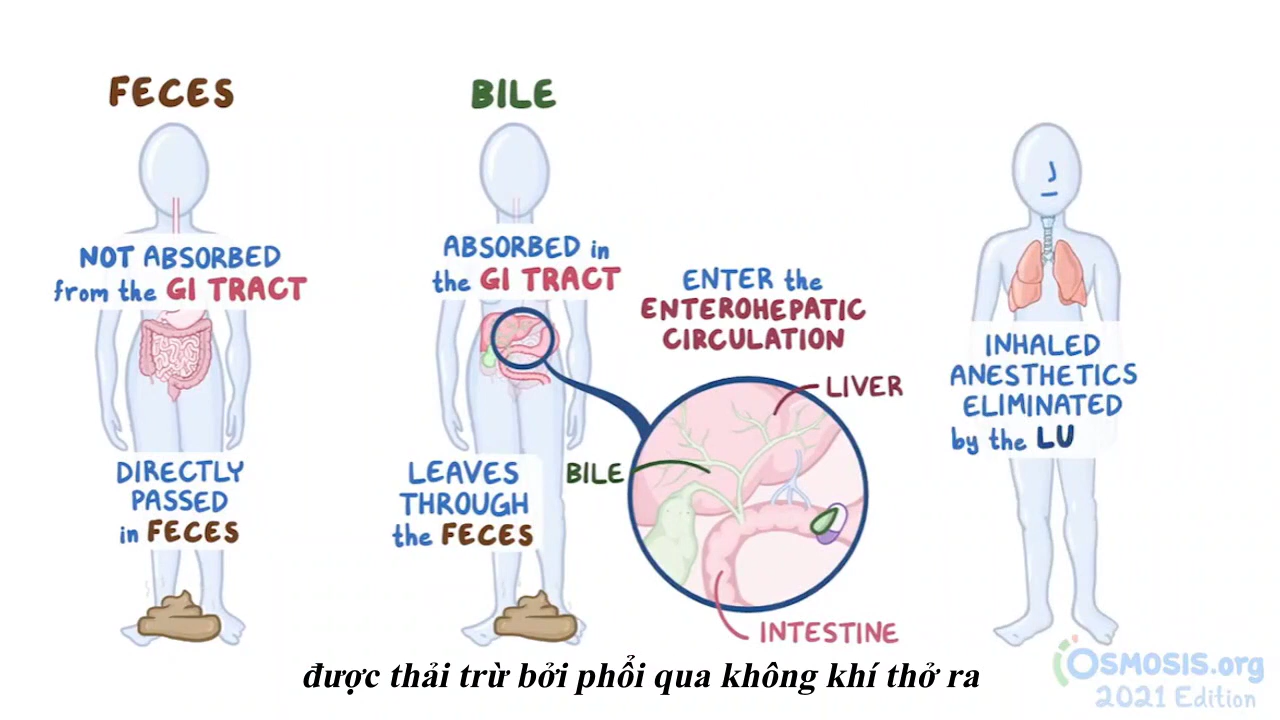 FECES
NOT ABSORBED
from the GI TRACT
DIRECTLY
PASSED
in FECES
BILE
ABSORBED in
the GI TRACT
LEAVES
THROUGH
the FECES
ENTER the
ENTEROHEPATIC
CIRCULATION
LIVER
BILE
INTESTINE
INHALED
ANESTHETICS
ELIMINATED
by the LU
được thải trừ bởi phổi qua không khí thở ra
OSMOSIS.org
2021 Edition